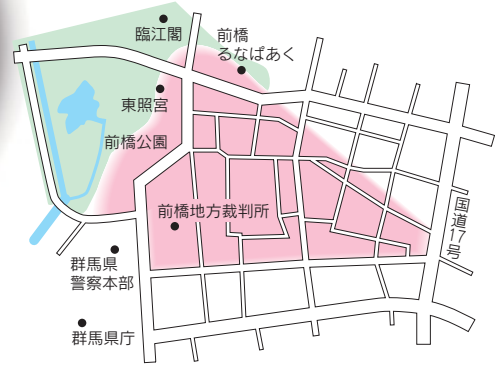 臨江閣
前橋
るなぱあく
東照宮
前橋公園
前橋地方裁判所
国道17号
群馬県
警察本部
群馬県庁